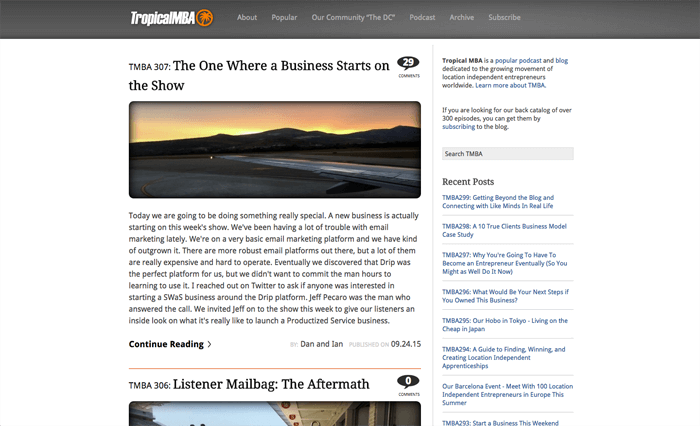 TropicalMBA
About Popular Our Community "The DC" Podcast Archive Subscribe
TMBA 307: The One Where a Business Starts on
the Show
29
COMMENTS
Today we are going to be doing something really special. A new business is actually
starting on this week's show. We've been having a lot of trouble with email
marketing lately. We're on a very basic email marketing platform and we have kind
of outgrown it. There are more robust email platforms out there, but a lot of them
are really expensive and hard to operate. Eventually we discovered that Drip was
the perfect platform for us, but we didn't want to commit the man hours to
learning to use it. I reached out on Twitter to ask if anyone was interested in
starting a SWaS business around the Drip platform. Jeff Pecaro was the man who
answered the call. We invited Jeff on to the show this week to give our listeners an
inside look on what it's really like to launch a Productized Service business.
Continue Reading
BY: Dan and Ian PUBLISHED ON 09.24.15
TMBA 306: Listener Mailbag: The Aftermath
0
COMMENTS
Tropical MBA is a popular podcast and blog
dedicated to the growing movement of
location independent entrepreneurs
worldwide. Learn more about TMBA.
If you are looking for our back catalog of over
300 episodes, you can get them by
subscribing to the blog.
Search TMBA
Recent Posts
TMBA299: Getting Beyond the Blog and
Connecting with Like Minds In Real Life
TMBA298: A 10 True Clients Business Model
Case Study
TMBA297: Why You're Going To Have To
Become an Entrepreneur Eventually (So You
Might as Well Do It Now)
TMBA296: What Would Be Your Next Steps if
You Owned This Business?
TMBA295: Our Hobo in Tokyo - Living on the
Cheap in Japan
TMBA294: A Guide to Finding, Winning, and
Creating Location Independent
Apprenticeships
Our Barcelona Event - Meet With 100 Location
Independent Entrepreneurs in Europe This
Summer
TMBA293: Start a Business This Weekend